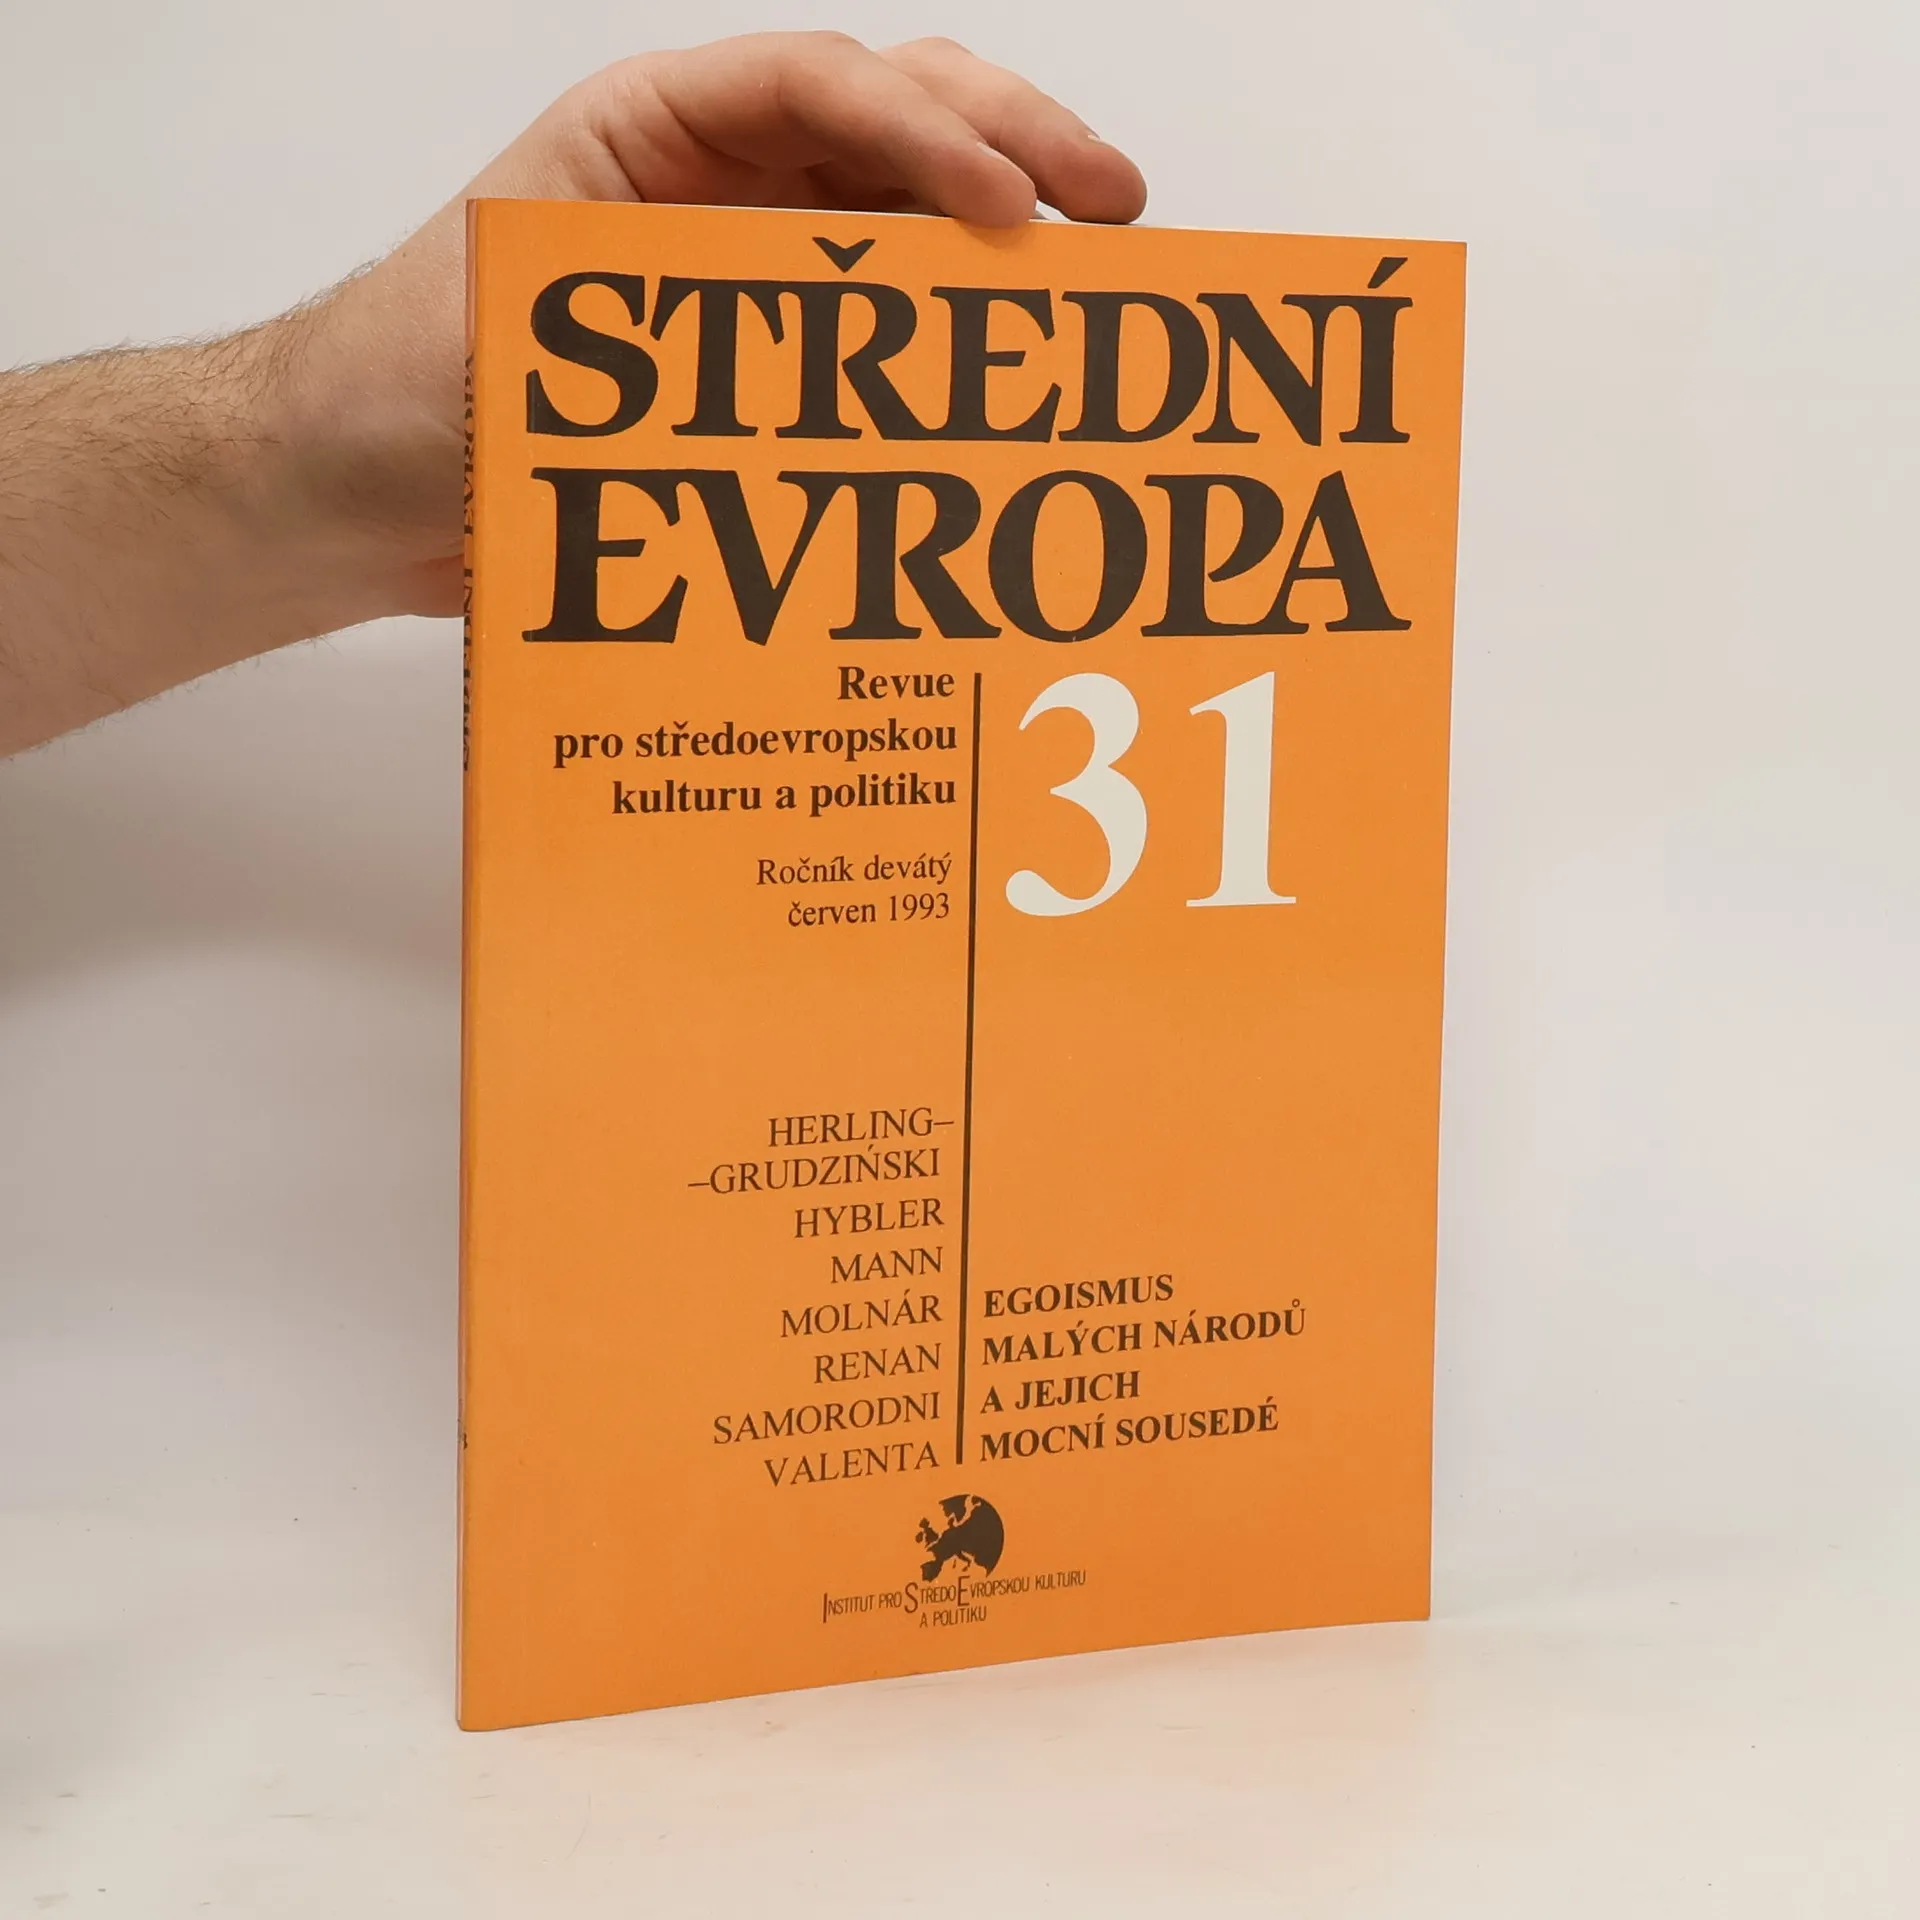 STŘEDNÍ
EVROPA
Revue
pro středoevropskou
kulturu a politiku
31
Ročník devátý
červen 1993
HERLING–
–GRUDZIŃSKI
HYBLER
MANN
MOLNÁR
RENAN
SAMORODNI
VALENTA
EGOISMUS
MALÝCH NÁRODŮ
A JEJICH
MOCNÍ SOUSEDÉ
INSTITUT PRO STŘEDOEVROPSKOU KULTURU
A POLITIKU
STŘEDNÍ EVROPA